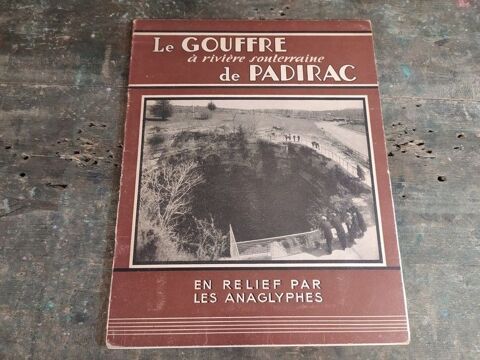 Le GOUFFRE
à rivière souterraine
de PADIRAC
EN RELIEF PAR
LES ANAGLYPHES